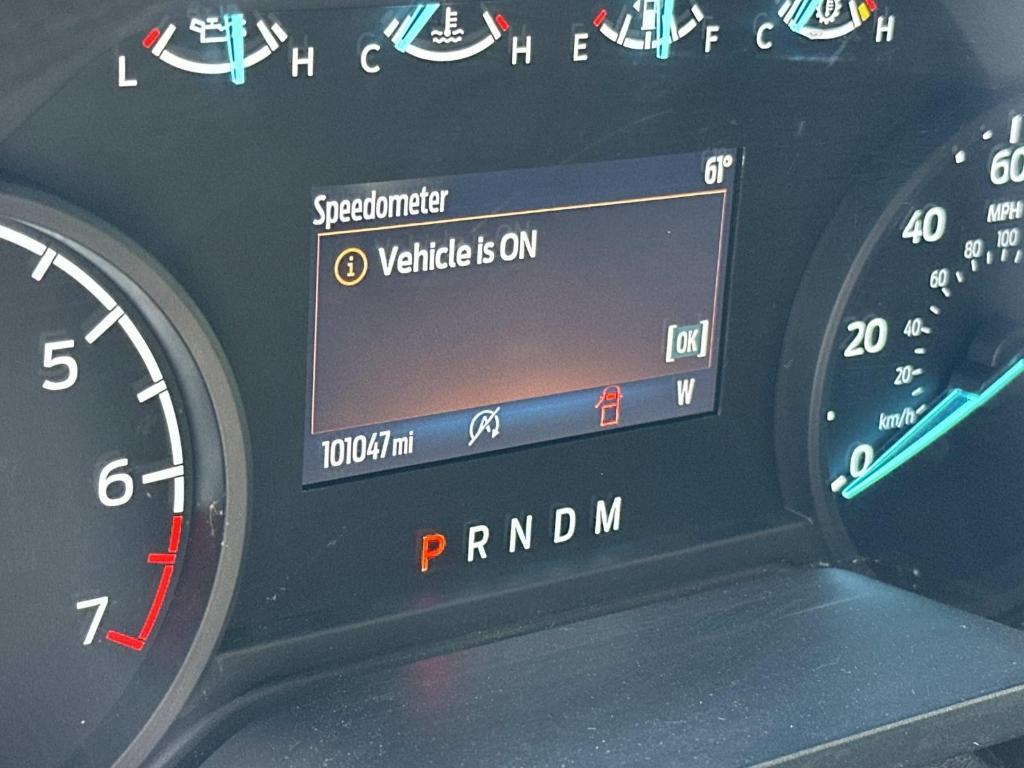 L H C H E F C H
Speedometer 61°
i Vehicle is ON
[OK]
101047 mi W
P R N D M
5
6
7
60
MPH
40
100
80
60
20
40
20
km/h
0